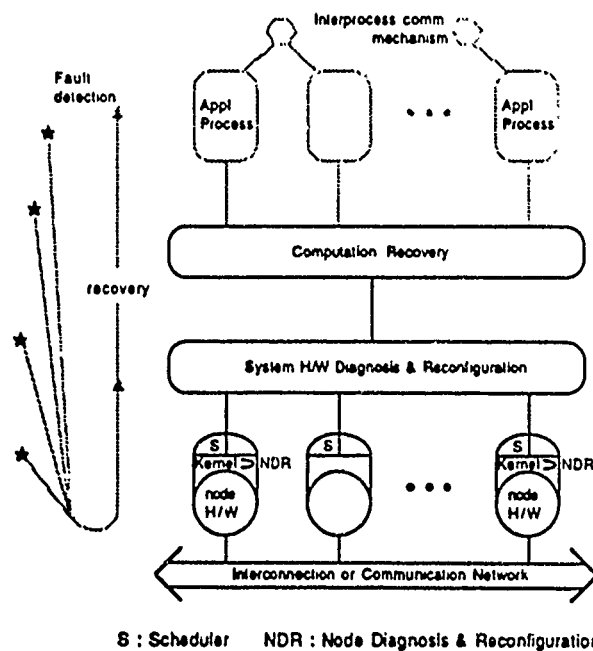 Interprocess comm
mechanism
Fault
detection
Appl
Process
Appl
Process
Computation Recovery
recovery
System H/W Diagnosis & Reconfiguration
S
Kernel
NDR
node
H/W
S
S
Kernel
NDR
node
H/W
Interconnection or Communication Network
S : Scheduler NDR : Node Diagnosis & Reconfiguration